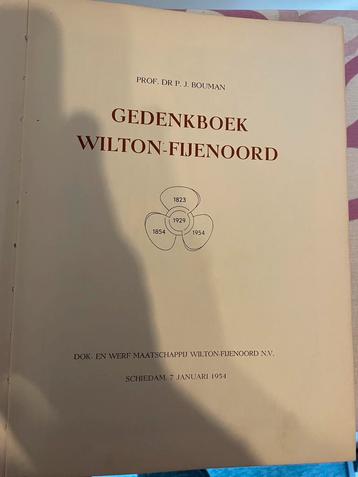 PROF. DR P. J. BOUMAN
GEDENKBOEK
WILTON-FIJENOORD
1823
1929
1854
1954
DOK- EN WERF MAATSCHAPPIJ WILTON-FIJENOORD N.V.
SCHIEDAM, 7 JANUARI 1954